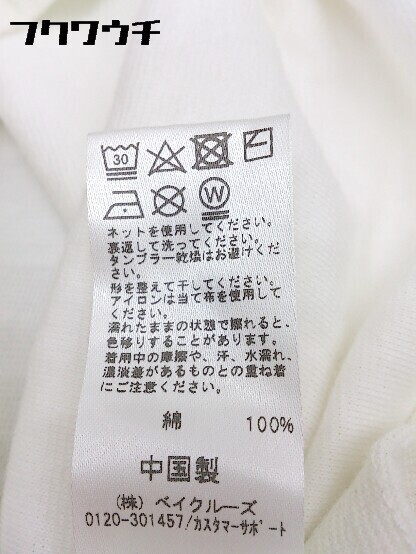 フクワウチ
30
W
ネットを使用してください。
裏返して洗ってください。
タンブラー乾燥はお避けくだ
さい。
形を整えて干してください。
アイロンは当て布を使用して
ください。
濡れたままの状態で擦れると、
色移りすることがあります。
着用中の摩擦や、汗、水濡れ、
濃淡差があるものとの重ね着
にご注意ください。
綿 100%
中国製
(株) ベイクルーズ
0120-301457/カスタマーサポート